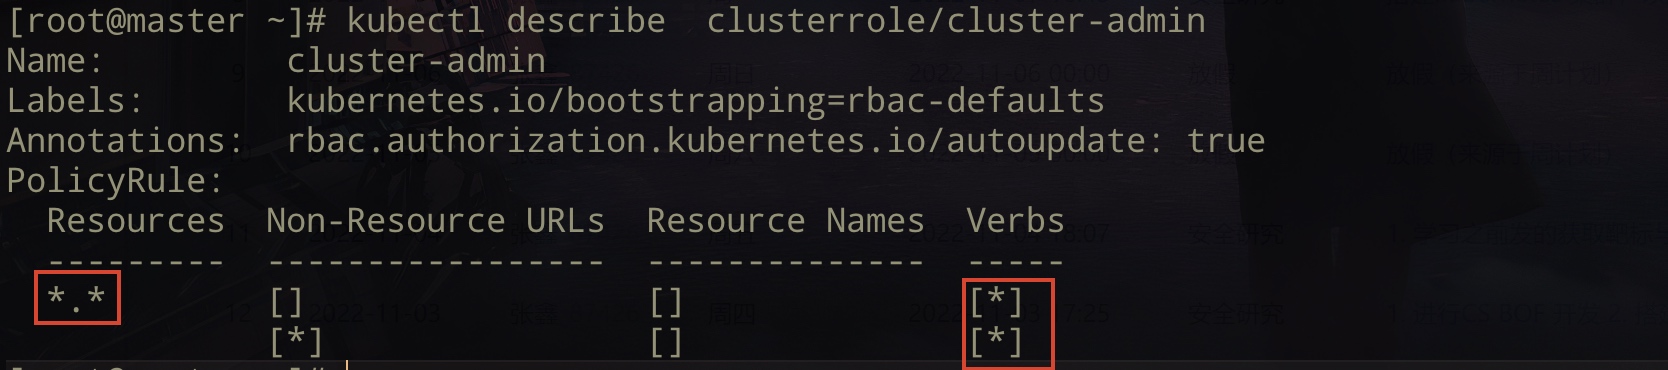 [root@master ~]# kubectl describe  clusterrole/cluster-admin
Name:         cluster-admin
Labels:       kubernetes.io/bootstrapping=rbac-defaults
Annotations:  rbac.authorization.kubernetes.io/autoupdate: true
PolicyRule:
  Resources  Non-Resource URLs  Resource Names  Verbs
  ---------  -----------------  --------------  -----
  *.*        []                 []              [*]
             [*]                []              [*]